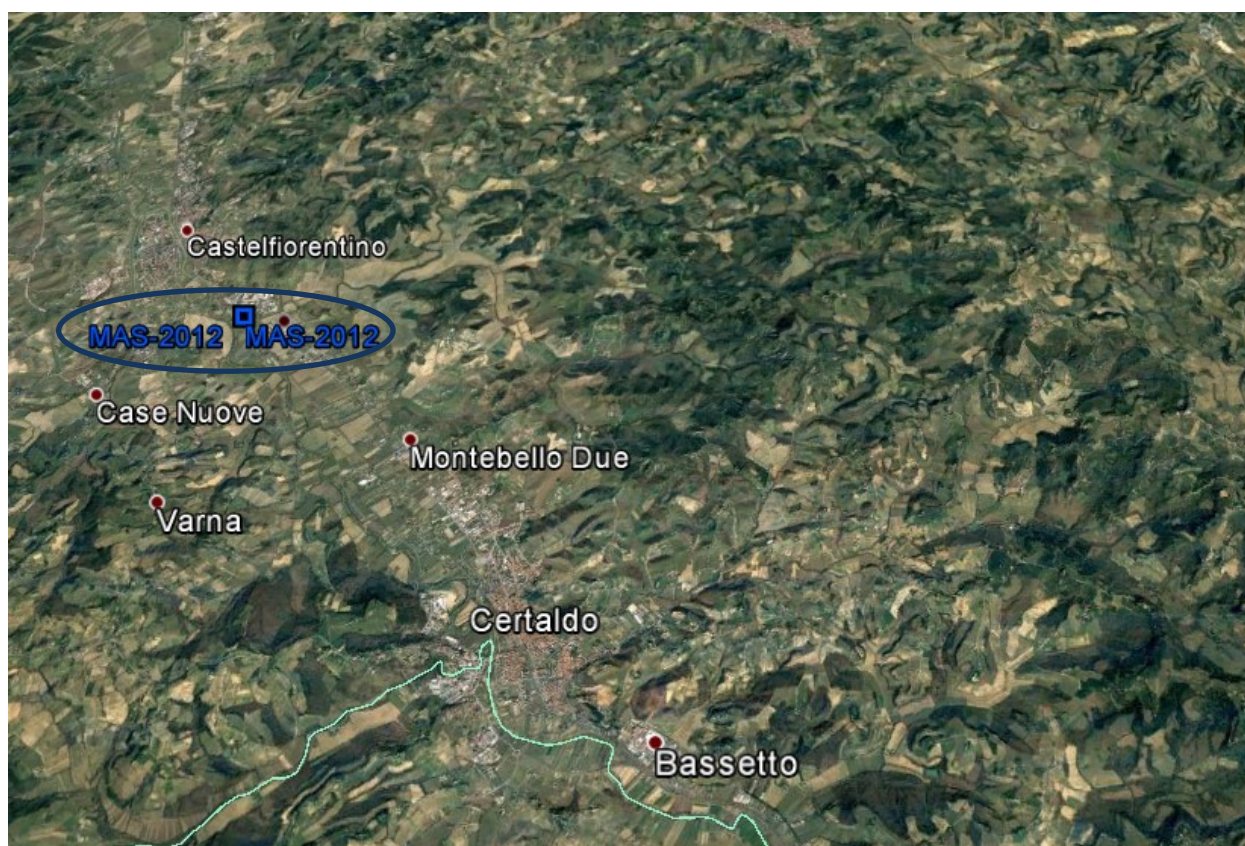 Castelfiorentino
MAS-2012 MAS-2012
Case Nuove
Montebello Due
Varna
Certaldo
Bassetto